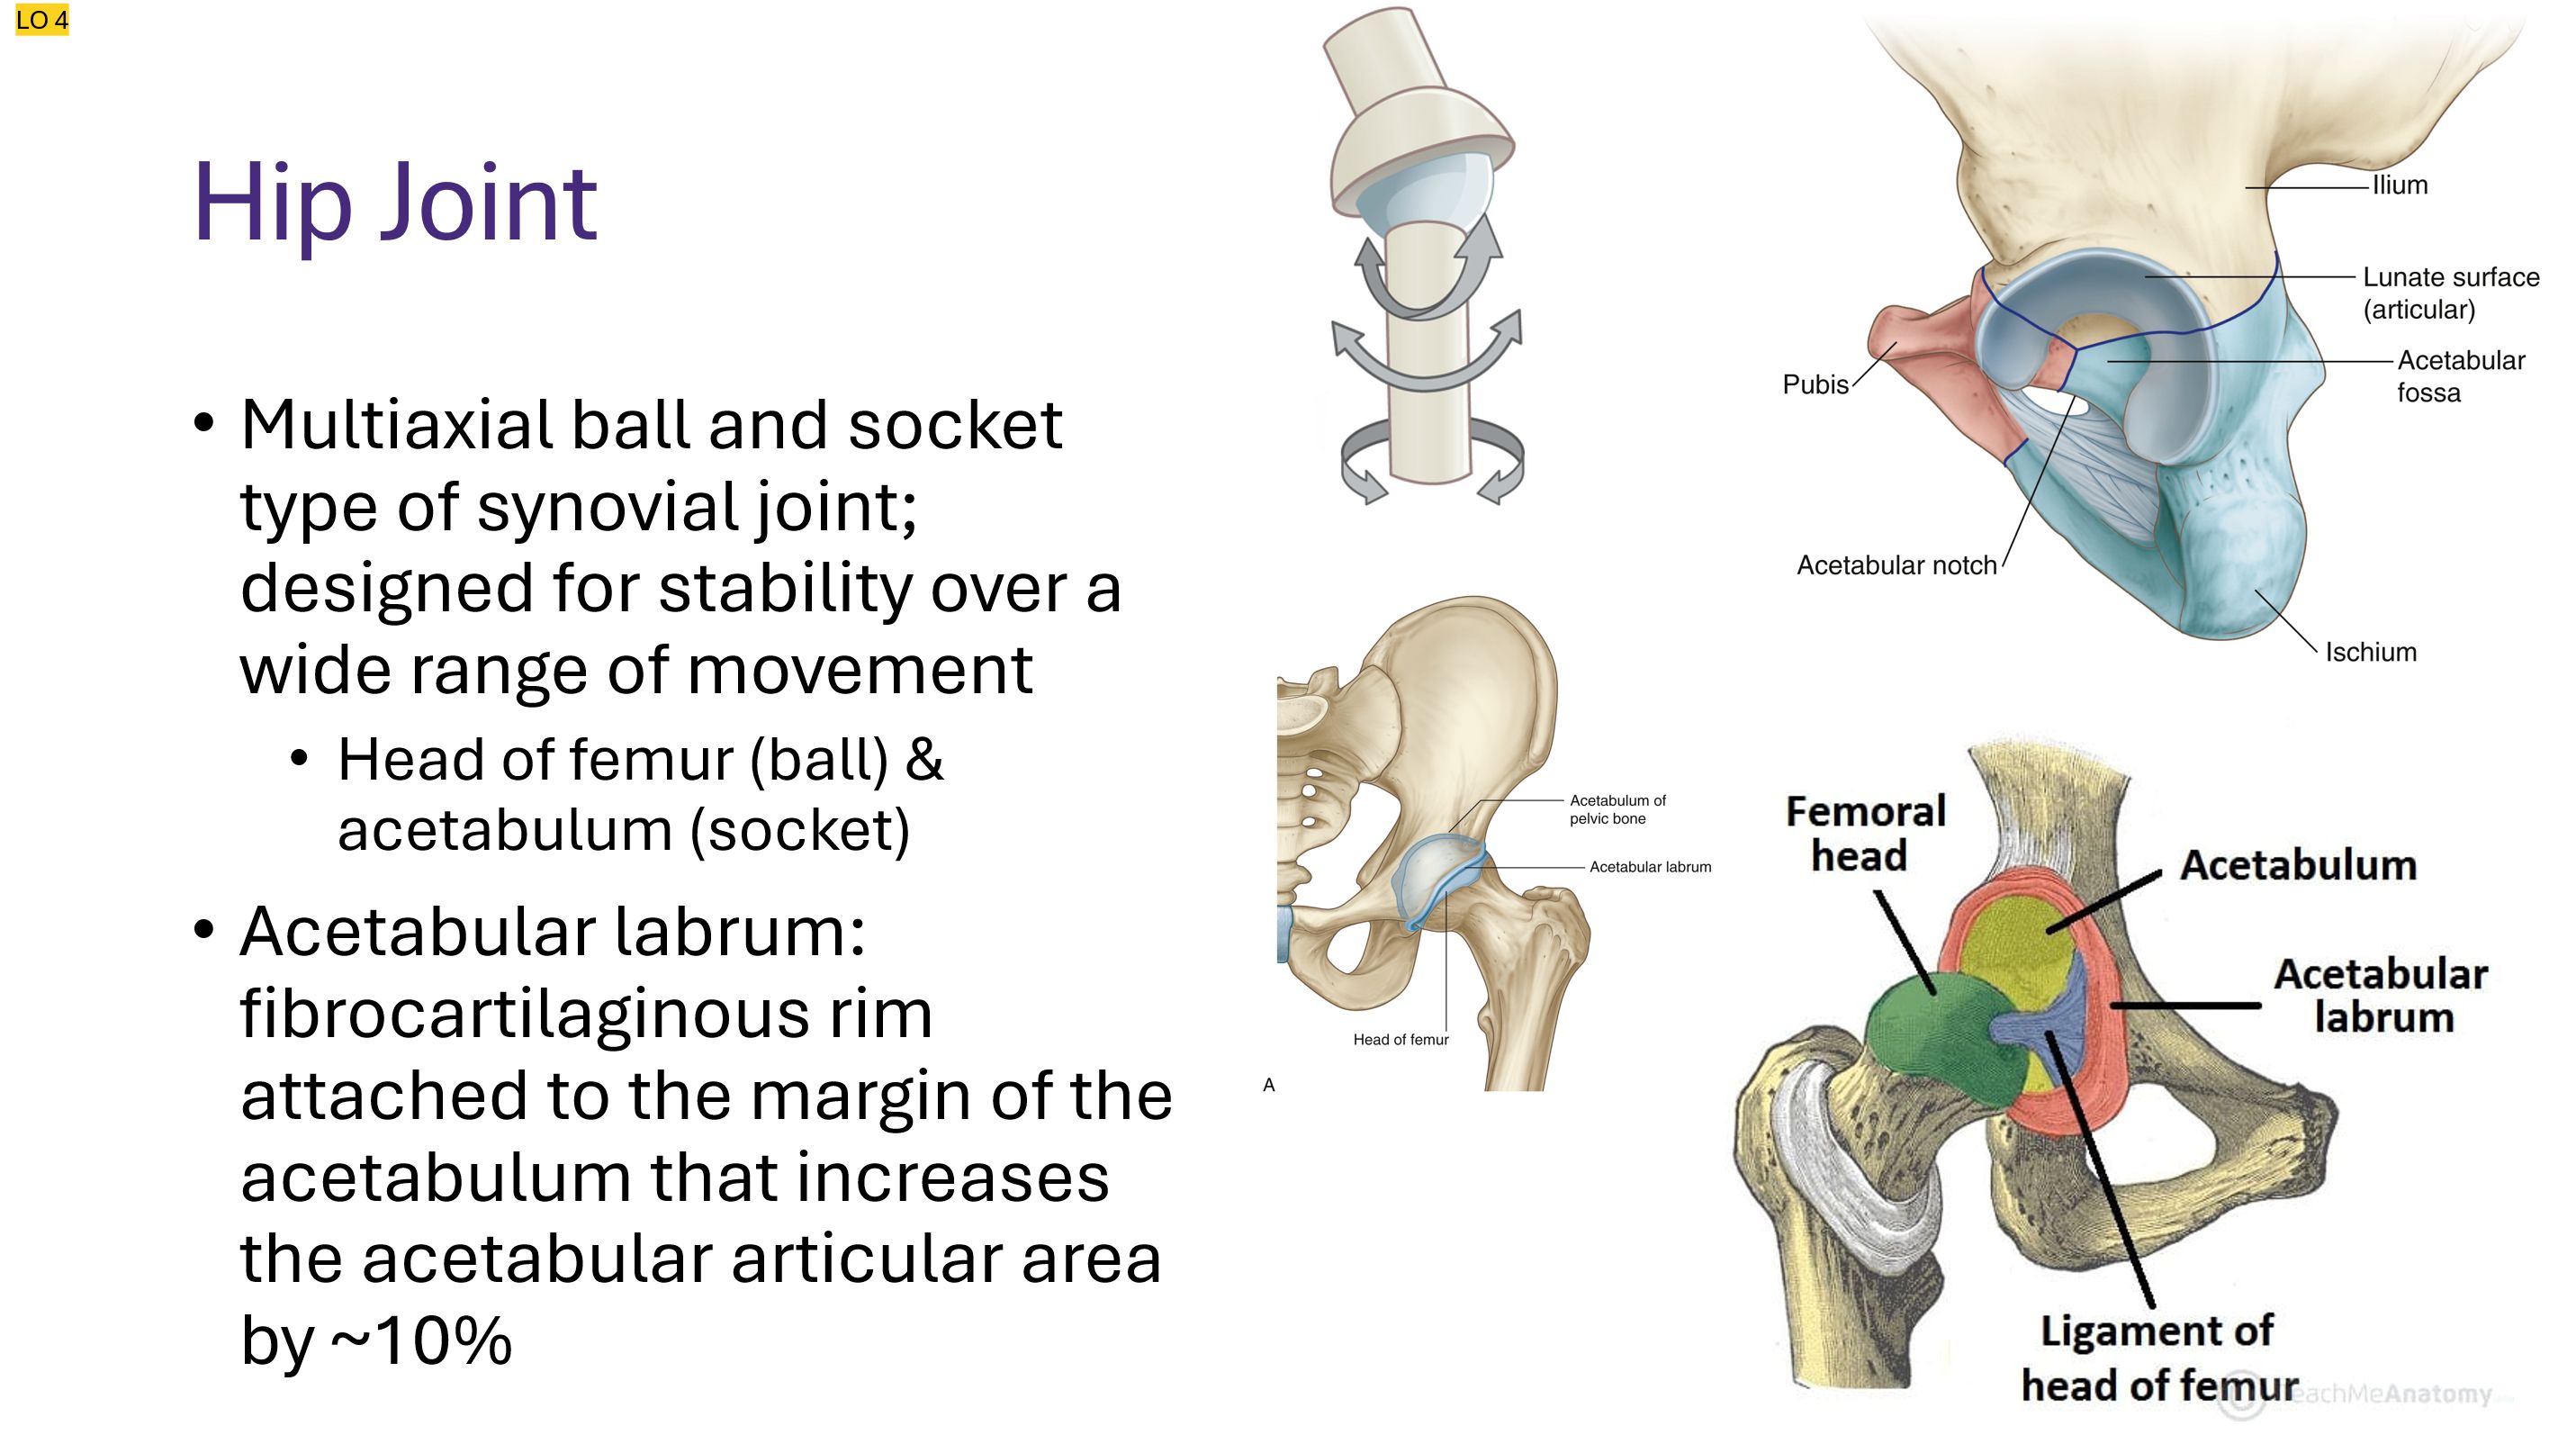 LO 4
Hip Joint
• Multiaxial ball and socket
type of synovial joint;
designed for stability over a
wide range of movement
• Head of femur (ball) &
acetabulum (socket)
• Acetabular labrum:
fibrocartilaginous rim
attached to the margin of the
acetabulum that increases
the acetabular articular area
by ~10%
Ilium
Lunate surface
(articular)
Acetabular
fossa
Pubis
Acetabular notch
Ischium
Acetabulum of
pelvic bone
Acetabular labrum
Head of femur
A
Femoral
head
Acetabulum
Acetabular
labrum
Ligament of
head of femur
©
eachMeAnatomy